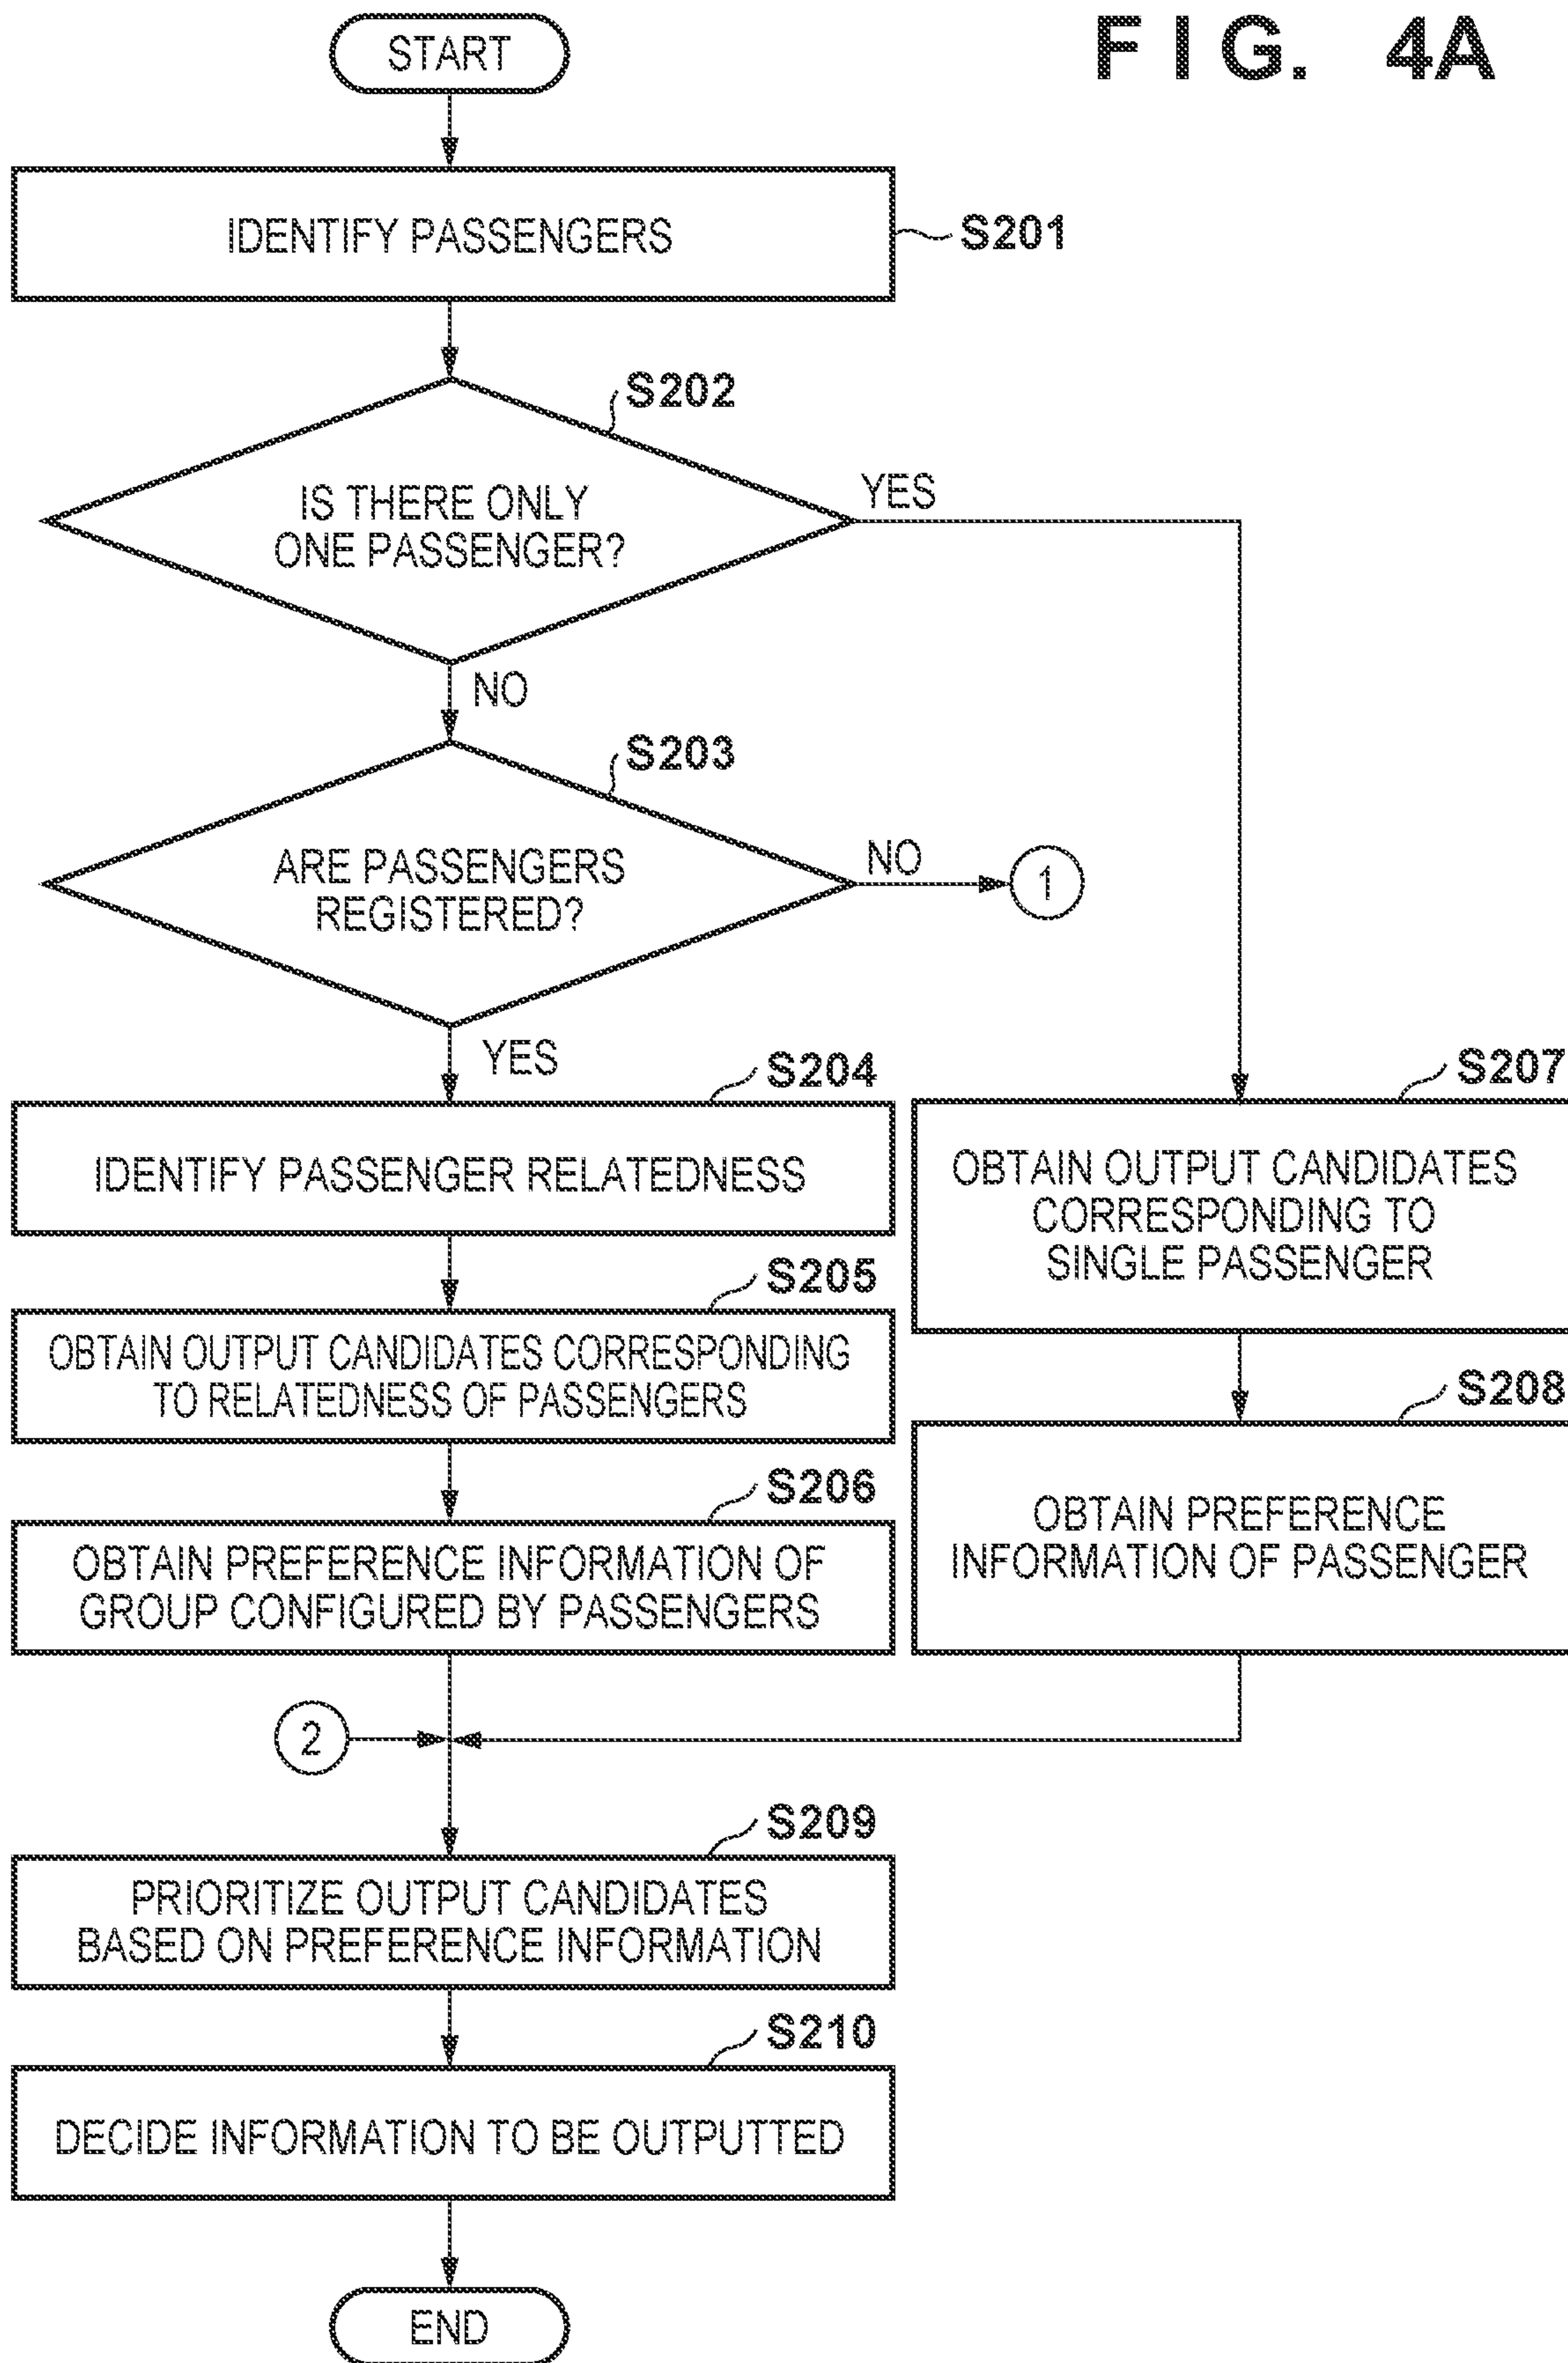 FIG. 4A
START
IDENTIFY PASSENGERS
S201
S202
IS THERE ONLY
ONE PASSENGER?
YES
NO
S203
ARE PASSENGERS
REGISTERED?
NO
1
YES
S204
IDENTIFY PASSENGER RELATEDNESS
S205
OBTAIN OUTPUT CANDIDATES CORRESPONDING
TO RELATEDNESS OF PASSENGERS
S206
OBTAIN PREFERENCE INFORMATION OF
GROUP CONFIGURED BY PASSENGERS
S207
OBTAIN OUTPUT CANDIDATES
CORRESPONDING TO
SINGLE PASSENGER
S208
OBTAIN PREFERENCE
INFORMATION OF PASSENGER
2
S209
PRIORITIZE OUTPUT CANDIDATES
BASED ON PREFERENCE INFORMATION
S210
DECIDE INFORMATION TO BE OUTPUTTED
END